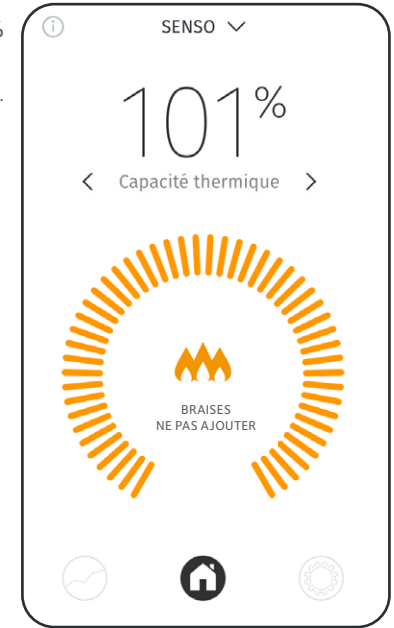 %
.
SENSO
101%
Capacité thermique
BRAISES
NE PAS AJOUTER